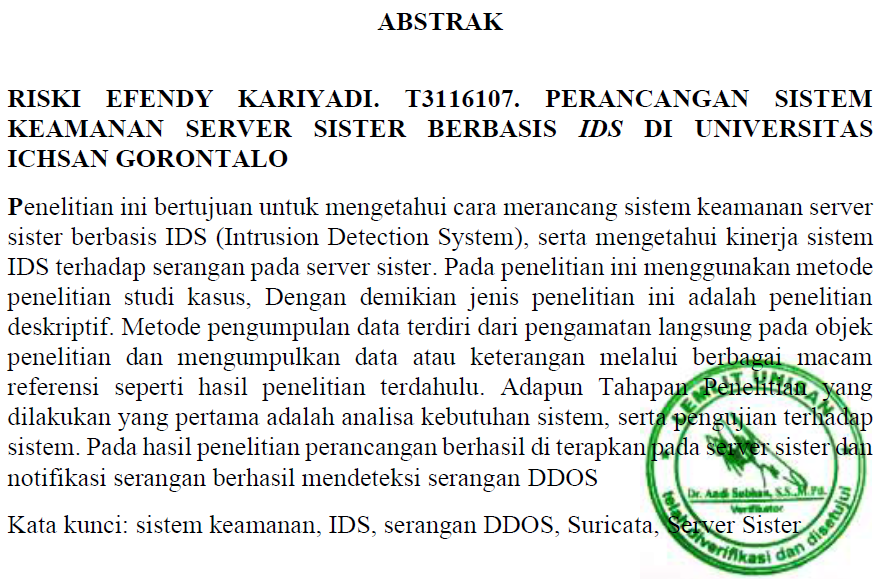 ABSTRAK
RISKI EFENDY KARIYADI. T3116107. PERANCANGAN SISTEM
KEAMANAN SERVER SISTER BERBASIS IDS DI UNIVERSITAS
ICHSAN GORONTALO
Penelitian ini bertujuan untuk mengetahui cara merancang sistem keamanan server
sister berbasis IDS (Intrusion Detection System), serta mengetahui kinerja sistem
IDS terhadap serangan pada server sister. Pada penelitian ini menggunakan metode
penelitian studi kasus, Dengan demikian jenis penelitian ini adalah penelitian
deskriptif. Metode pengumpulan data terdiri dari pengamatan langsung pada objek
penelitian dan mengumpulkan data atau keterangan melalui berbagai macam
referensi seperti hasil penelitian terdahulu. Adapun Tahapan Penelitian yang
dilakukan yang pertama adalah analisa kebutuhan sistem, serta pengujian terhadap
sistem. Pada hasil penelitian perancangan berhasil di terapkan pada server sister dan
notifikasi serangan berhasil mendeteksi serangan DDOS
Kata kunci: sistem keamanan, IDS, serangan DDOS, Suricata, Server Sister
Dr. Andi Subhan, S.S., M.Pd.
Verifikator
telah diverifikasi dan disetujui